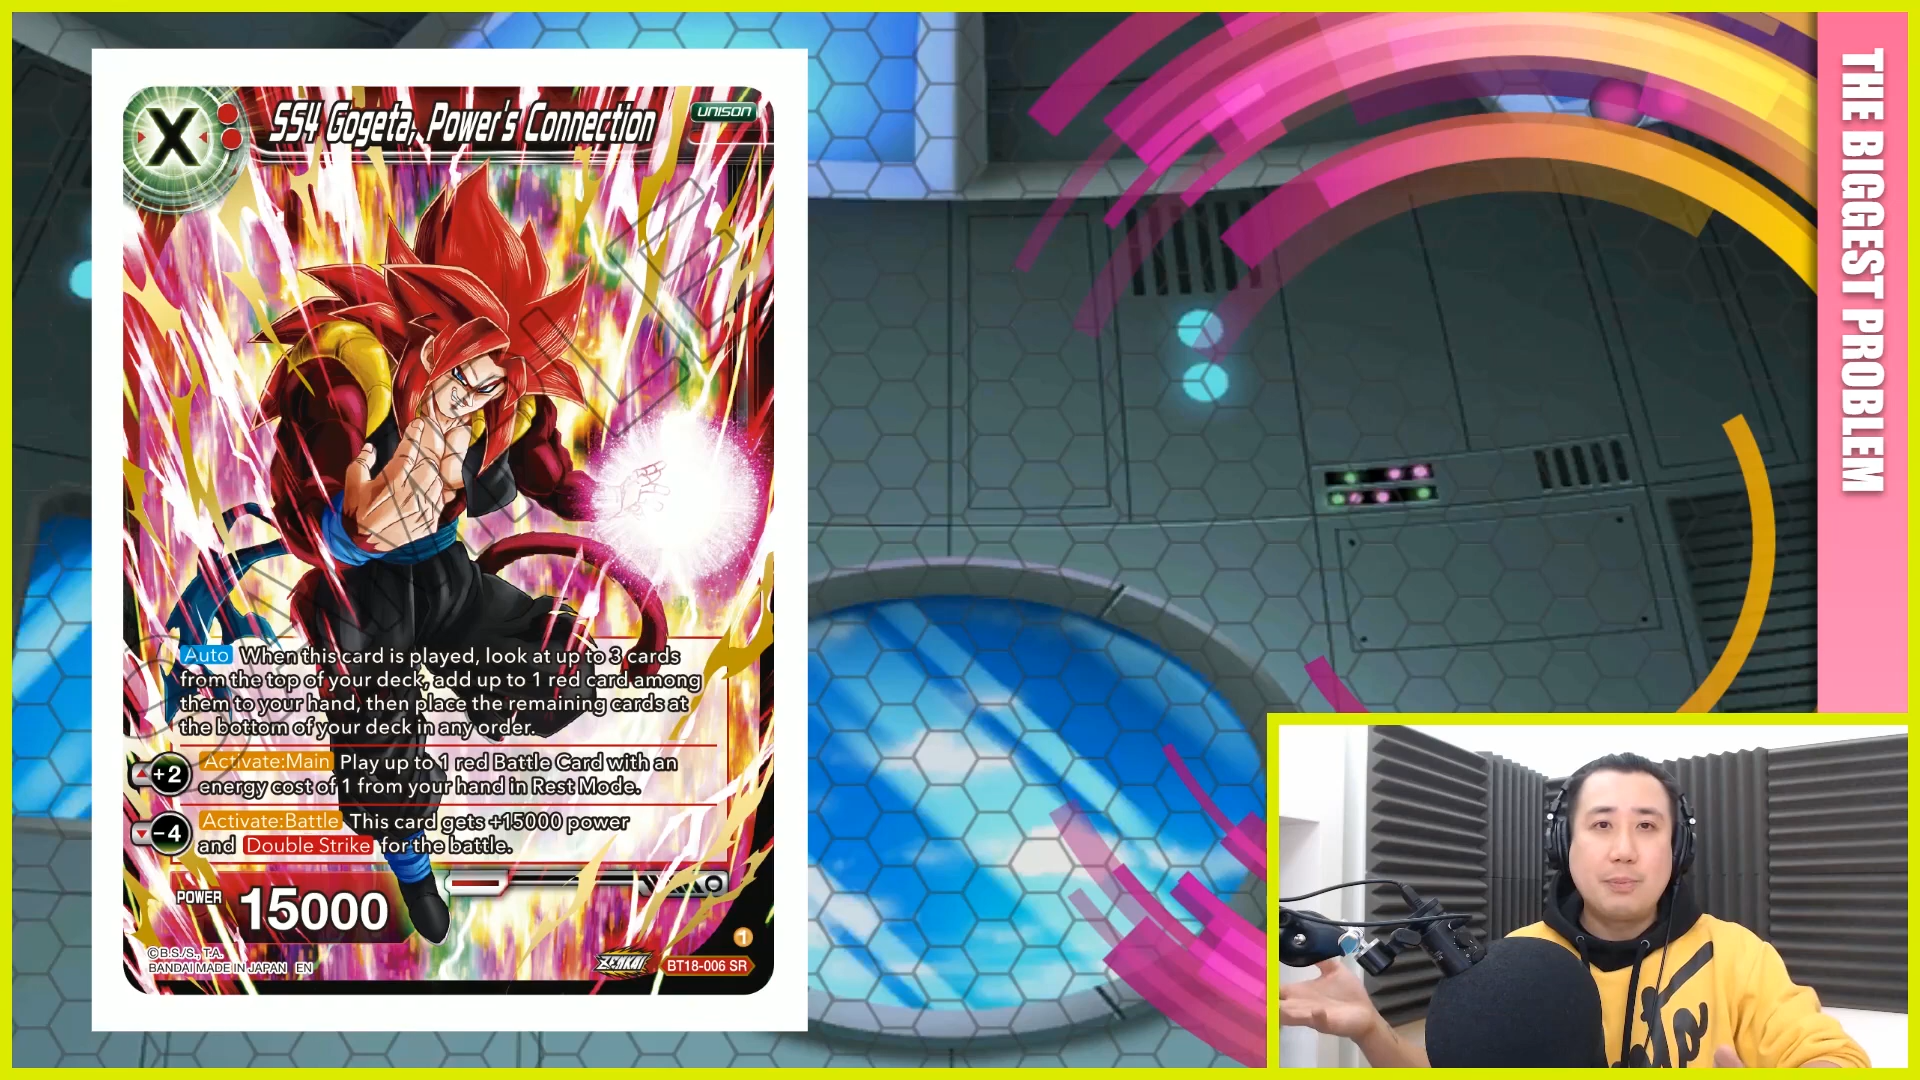 X
SS4 Gogeta, Power's Connection
UNISON
SAMPLE
Auto When this card is played, look at up to 3 cards
from the top of your deck, add up to 1 red card among
them to your hand, then place the remaining cards at
the bottom of your deck in any order.
+2 Activate:Main Play up to 1 red Battle Card with an
energy cost of 1 from your hand in Rest Mode.
-4 Activate:Battle This card gets +15000 power
and Double Strike for the battle.
POWER 15000
1
©B.S./S., T.A.
BANDAI MADE IN JAPAN EN
ZENKAI
BT18-006 SR
THE BIGGEST PROBLEM